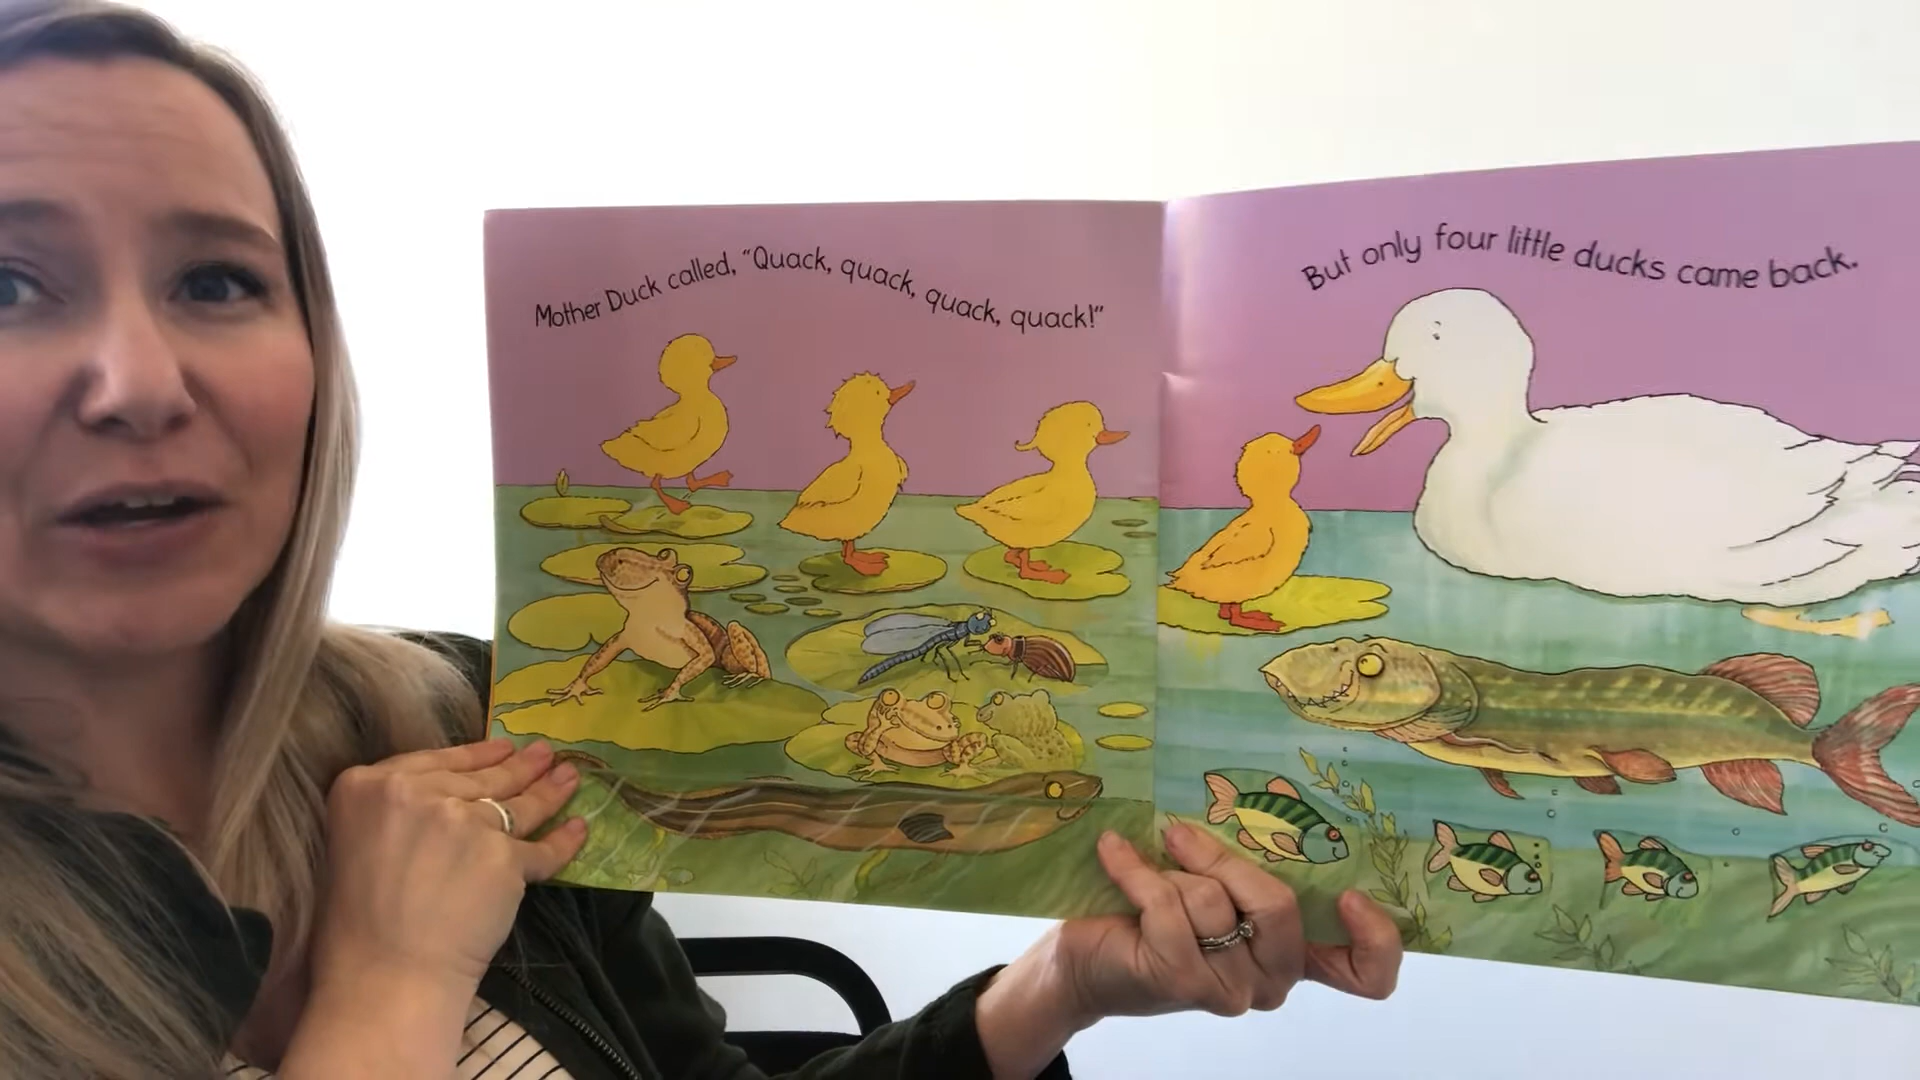 Mother Duck called, “Quack, quack, quack, quack!”
But only four little ducks came back.